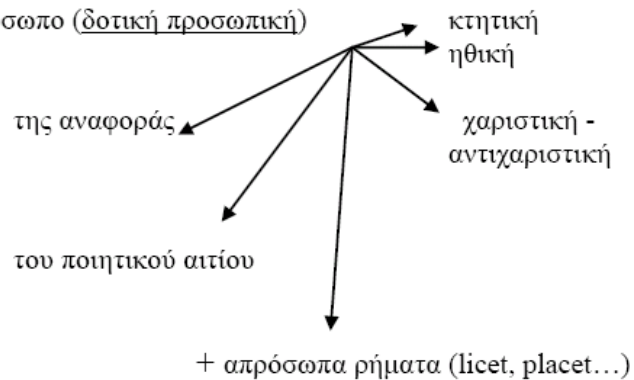 σωπο (δοτική προσωπική)
κτητική
ηθική
της αναφοράς
χαριστική -
αντιχαριστική
του ποιητικού αιτίου
+ απρόσωπα ρήματα (licet, placet…)